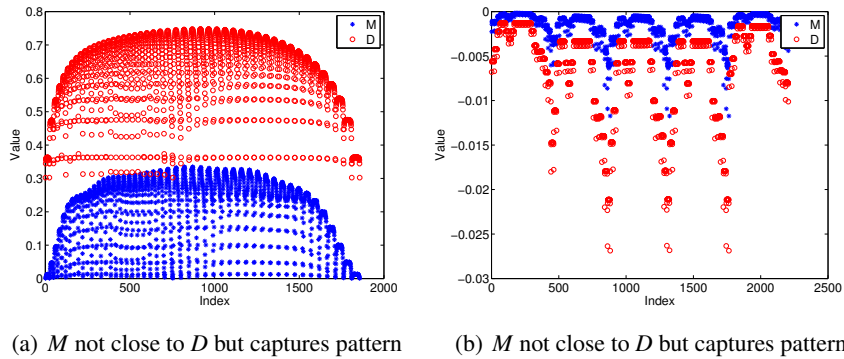 0.8
0.7
0.6
0.5
0.4
0.3
0.2
0.1
0
Value
0 500 1000 1500 2000
Index
M
D
0
−0.005
−0.01
−0.015
−0.02
−0.025
−0.03
Value
0 500 1000 1500 2000 2500
Index
M
D
(a) M not close to D but captures pattern
(b) M not close to D but captures pattern